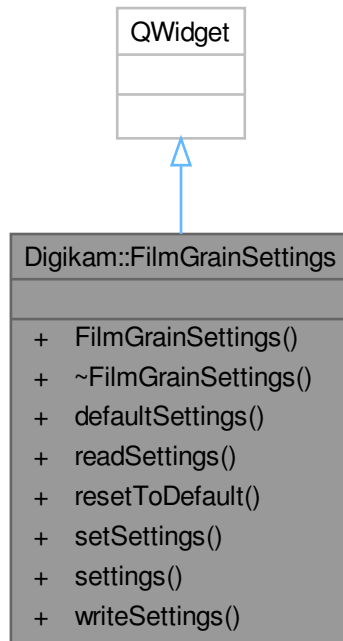 QWidget
Digikam::FilmGrainSettings
+ FilmGrainSettings()
+ ~FilmGrainSettings()
+ defaultSettings()
+ readSettings()
+ resetToDefault()
+ setSettings()
+ settings()
+ writeSettings()